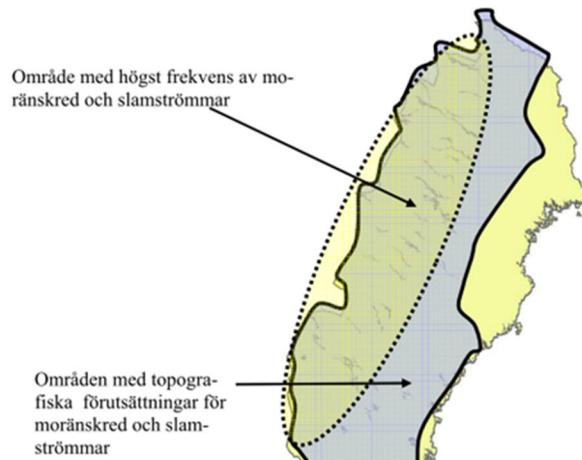 Område med högst frekvens av mo-
ränskred och slamströmmar
Områden med topogra-
fiska förutsättningar för
moränskred och slam-
strömmar